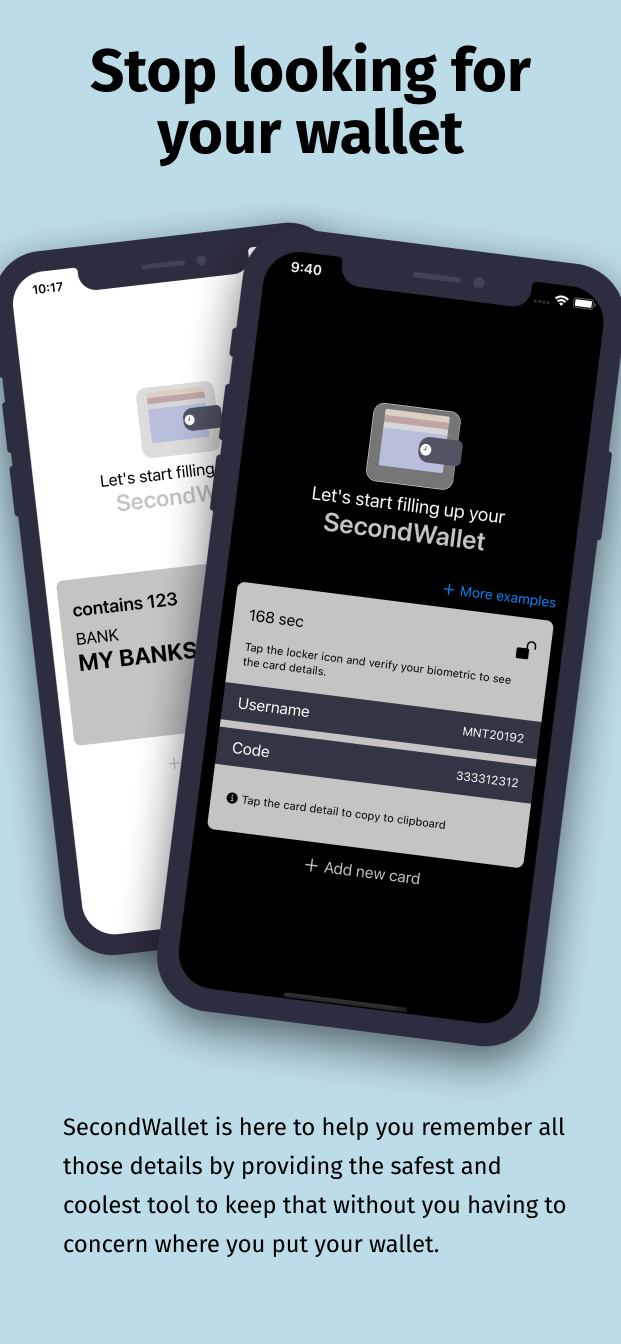 Stop looking for
your wallet
10:17
Let's start filling
contains 123
BANK
MY BANKS
9:40
Let's start filling up your
SecondWallet
+ More examples
168 sec
Tap the locker icon and verify your biometric to see
the card details.
Username MNT20192
Code 333312312
Tap the card detail to copy to clipboard
+ Add new card
SecondWallet is here to help you remember all
those details by providing the safest and
coolest tool to keep that without you having to
concern where you put your wallet.